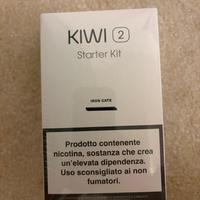 KIWI 2
Starter Kit
IRON GATE
Prodotto contenente
nicotina, sostanza che crea
un'elevata dipendenza.
Uso sconsigliato ai non
fumatori.